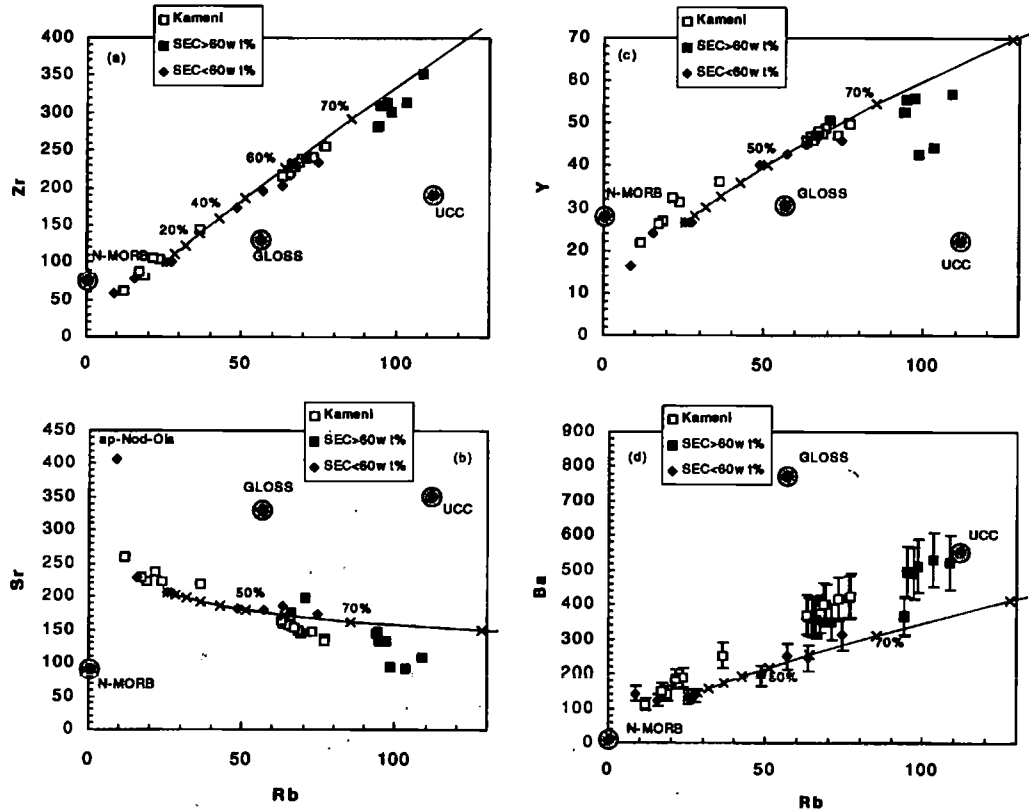 Kameni
SEC>60wt%
SEC<60wt%
(a)
400
350
300
250
200
150
100
50
0
Zr
20%
40%
60%
70%
N-MORB
GLOSS
UCC
0
50
100
Rb
Kameni
SEC>60wt%
SEC<60wt%
(c)
70
60
50
40
30
20
10
0
Y
50%
70%
N-MORB
GLOSS
UCC
0
50
100
Rb
Kameni
SEC>60wt%
SEC<60wt%
(b)
450
400
350
300
250
200
150
100
50
0
Sr
ap-Nod-Ola
GLOSS
UCC
50%
70%
N-MORB
0
50
100
Rb
Kameni
SEC>60wt%
SEC<60wt%
(d)
900
800
700
600
500
400
300
200
100
0
Ba
GLOSS
UCC
50%
70%
N-MORB
0
50
100
Rb